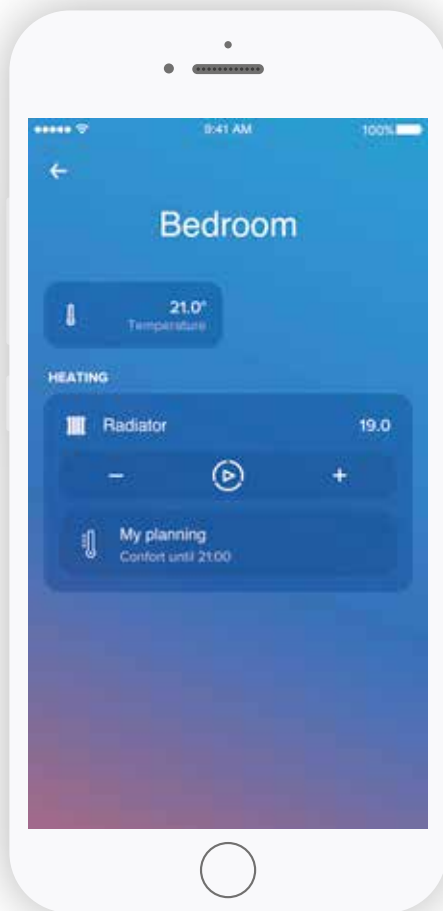 9:41 AM 100%
Bedroom
21.0°
Temperature
HEATING
Radiator 19.0
My planning
Confort until 21:00